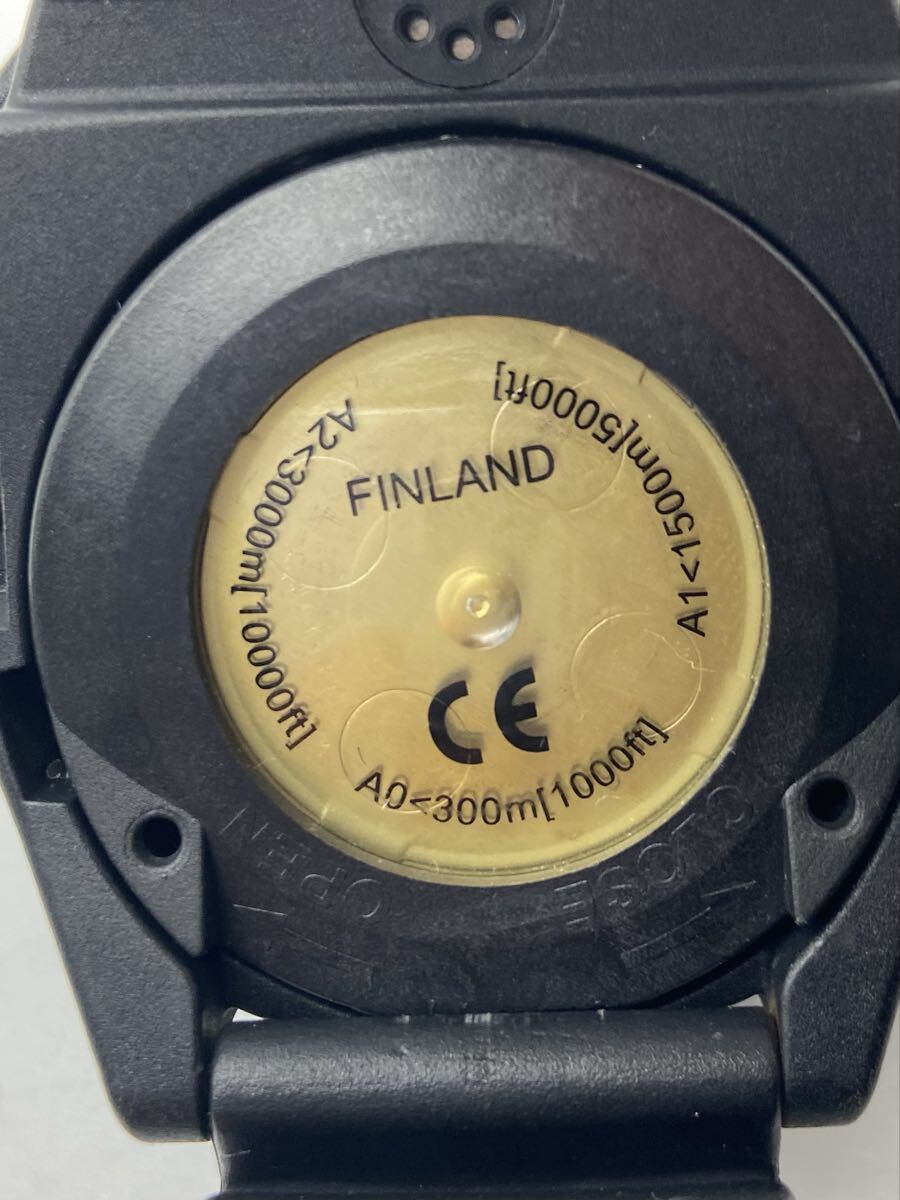 A2<3000m[10000ft]
A1<1500m[5000ft]
FINLAND
CE
A0<300m[1000ft]
OPEN
CLOSE